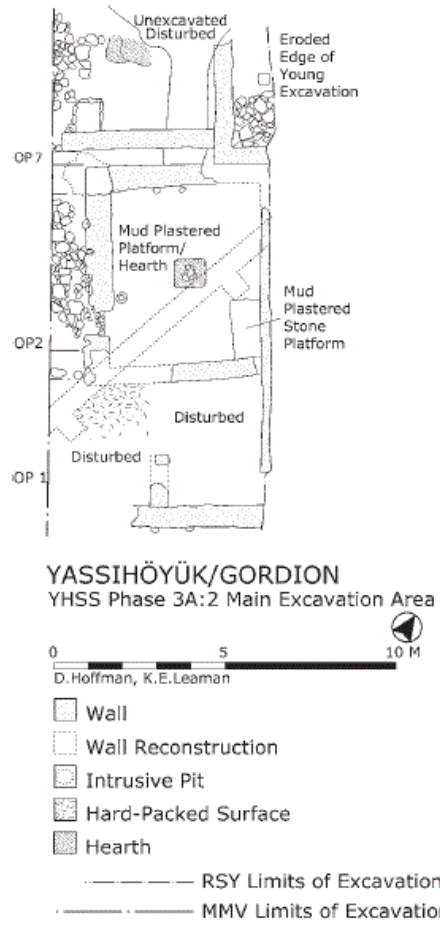 Unexcavated
Disturbed
Eroded
Edge of
Young
Excavation
OP 7
Mud Plastered
Platform/
Hearth
Mud
Plastered
Stone
Platform
OP2
Disturbed
Disturbed
OP 1
YASSIHÖYÜK/GORDION
YHSS Phase 3A:2 Main Excavation Area
0 5 10 M
D.Hoffman, K.E.Leaman
Wall
Wall Reconstruction
Intrusive Pit
Hard-Packed Surface
Hearth
RSY Limits of Excavation
MMV Limits of Excavation